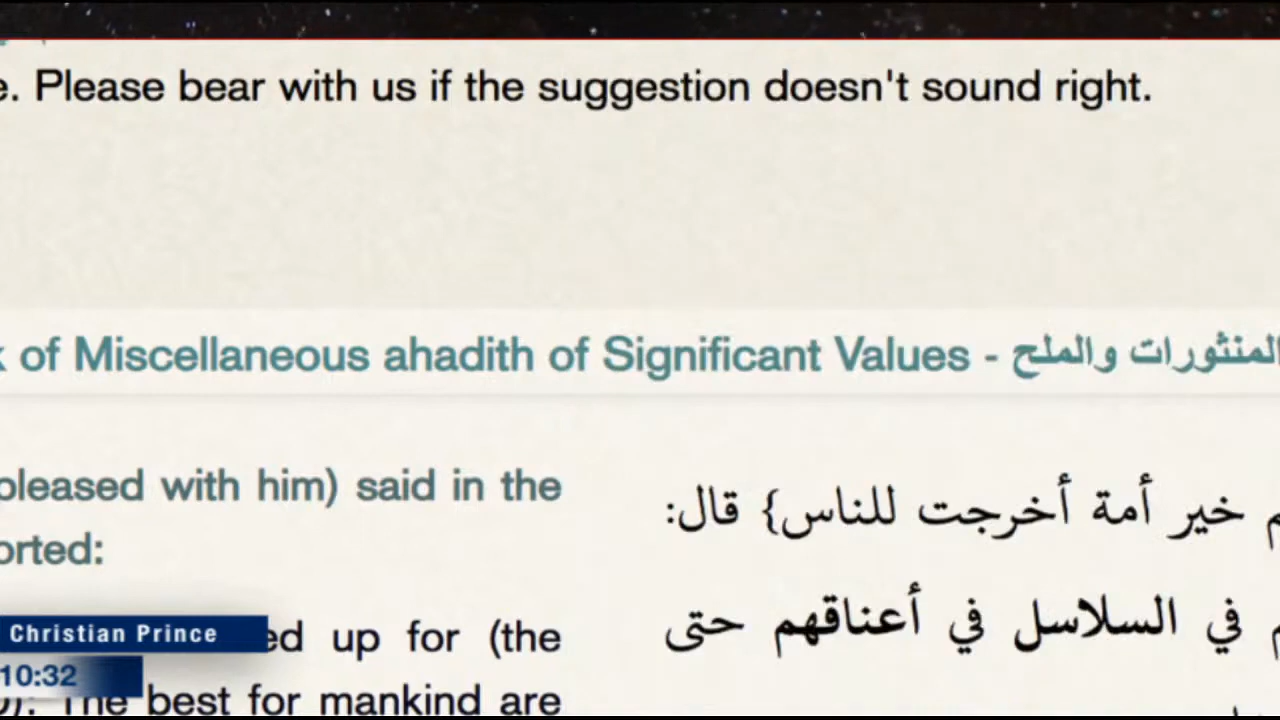 e. Please bear with us if the suggestion doesn't sound right.
of Miscellaneous ahadith of Significant Values - المنثورات والملح
pleased with him) said in the
خير أمة أخرجت للناس} قال:
orted:
في السلاسل في أعناقهم حتى
Christian Prince
ed up for (the
10:32
The best for mankind are